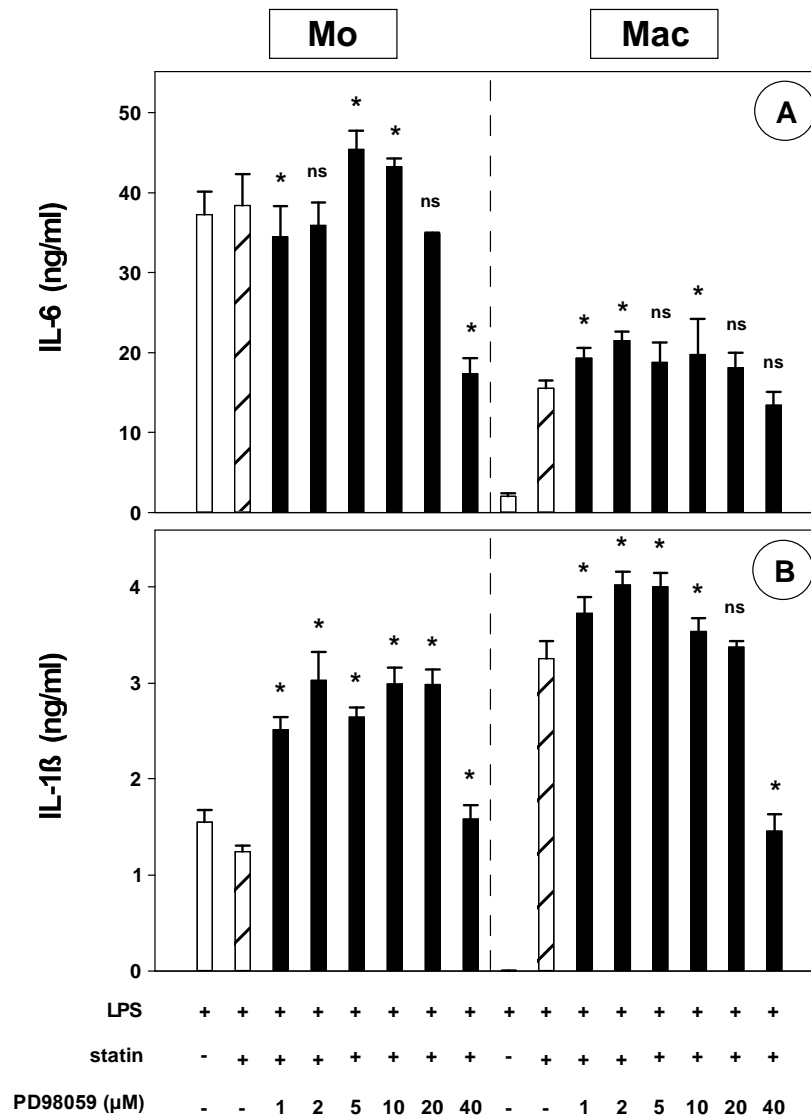 Mo Mac
A
50
40
30
20
10
0
IL-6 (ng/ml)
* ns * * ns * * * ns * ns ns
B
4
3
2
1
0
IL-1ß (ng/ml)
* * * * * * * * * * ns *
LPS + + + + + + + + + + + + + + + +
statin - + + + + + + + - + + + + + + +
PD98059 (µM) - - 1 2 5 10 20 40 - - 1 2 5 10 20 40